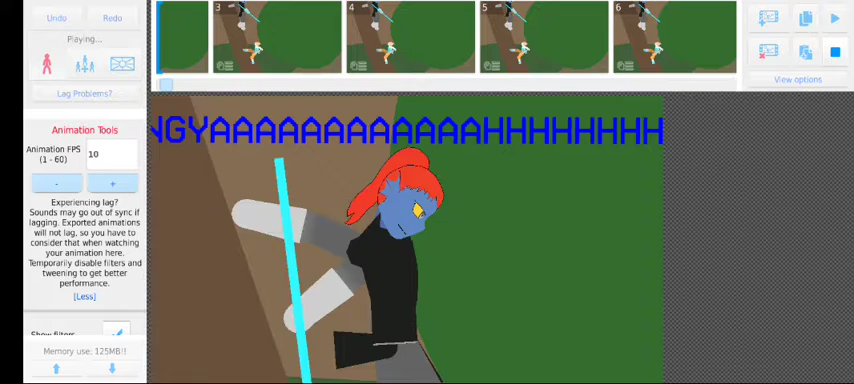 Undo Redo
Playing...
Lag Problems?
Animation Tools
Animation FPS
(1 - 60)
10
- +
Experiencing lag?
Sounds may go out of sync if
lagging. Exported animations
will not lag, so you have to
consider that when watching
your animation here.
Temporarily disable filters and
tweening to get better
performance.
[Less]
Show filters
Memory use: 125MB!!
3 4 5 6
View options
NGYAAAAAAAAAAAAHHHHHHHH